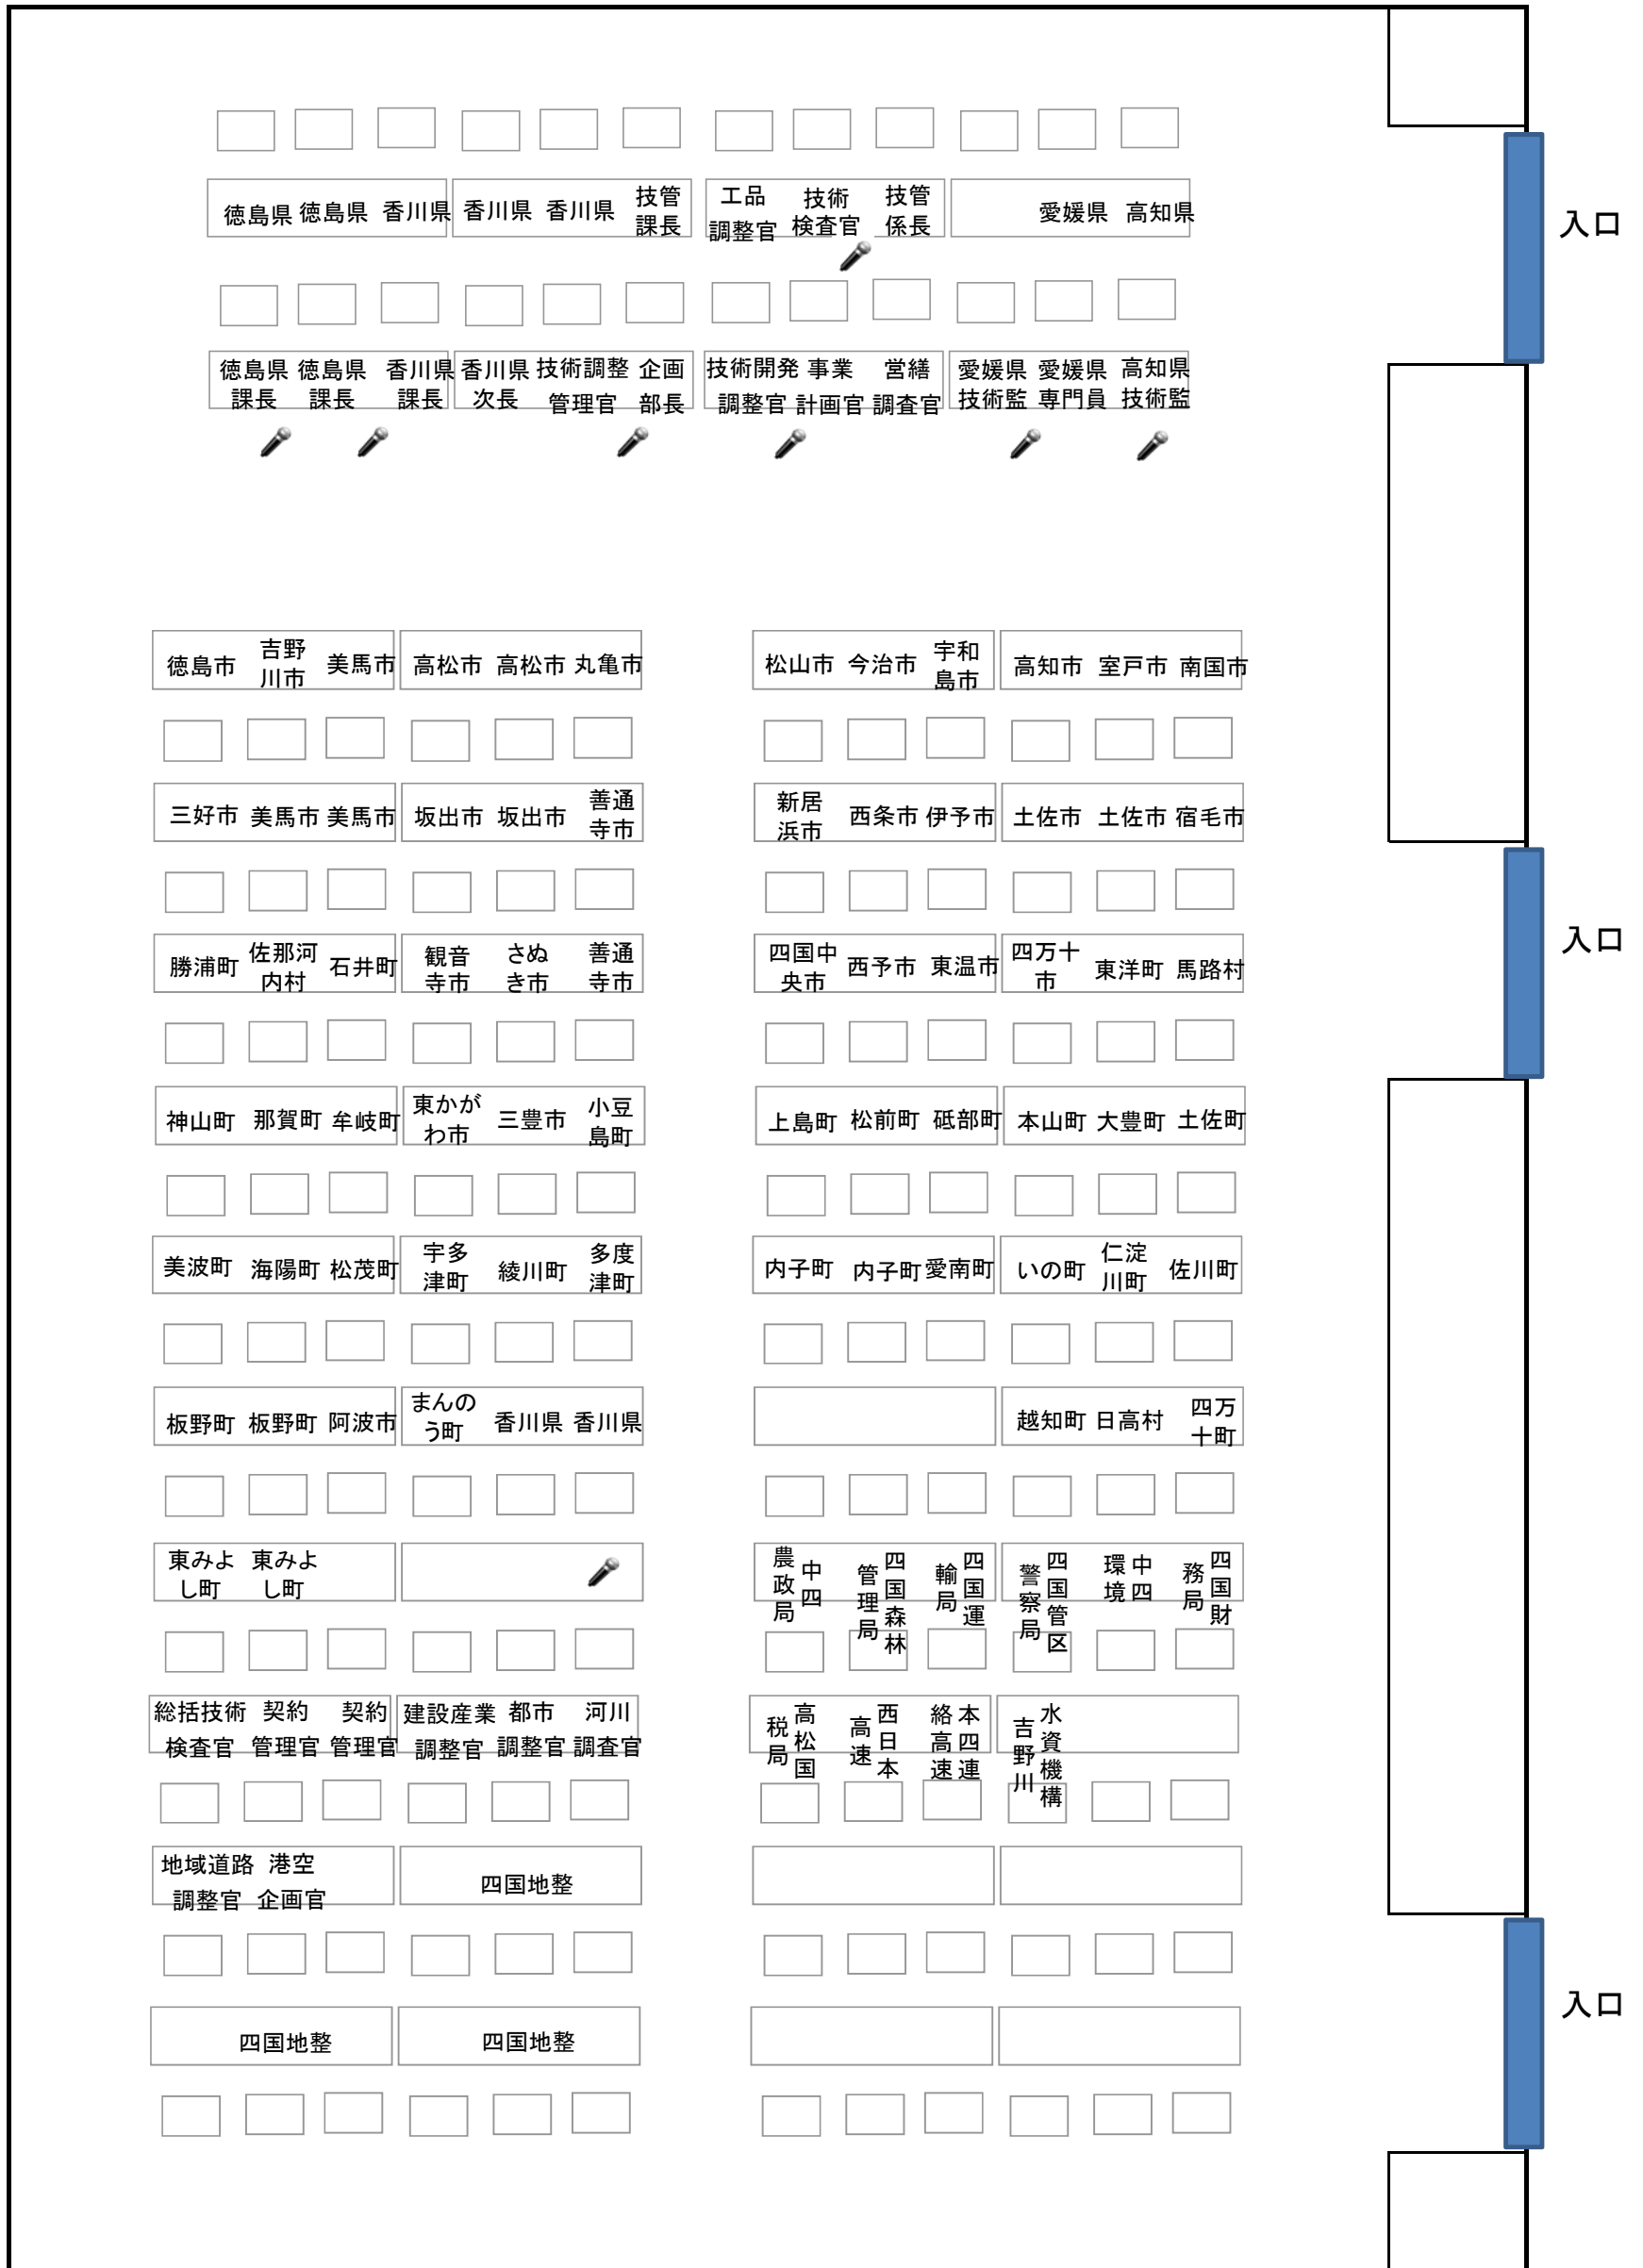 徳島県 徳島県 香川県 香川県 香川県 技管課長 工品調整官 技術検査官 技管係長 愛媛県 高知県
入口
徳島県課長 徳島県課長 香川県課長 香川県次長 技術調整管理官 企画部長 技術開発調整官 事業計画官 営繕調査官 愛媛県技術監 愛媛県専門員 高知県技術監
徳島市 吉野川市 美馬市 高松市 高松市 丸亀市 松山市 今治市 宇和島市 高知市 室戸市 南国市
三好市 美馬市 美馬市 坂出市 坂出市 善通寺市 新居浜市 西条市 伊予市 土佐市 土佐市 宿毛市
入口
勝浦町 佐那河内村 石井町 観音寺市 さぬき市 善通寺市 四国中央市 西予市 東温市 四万十市 東洋町 馬路村
神山町 那賀町 牟岐町 東かがわ市 三豊市 小豆島町 上島町 松前町 砥部町 本山町 大豊町 土佐町
美波町 海陽町 松茂町 宇多津町 綾川町 多度津町 内子町 内子町 愛南町 いの町 仁淀川町 佐川町
板野町 板野町 阿波市 まんのう町 香川県 香川県 越知町 日高村 四万十町
東みよし町 東みよし町 中四農政局 四国森林管理局 四国運輸局 四国管区警察局 中四環境 四国財務局
総括技術検査官 契約管理官 契約管理官 建設産業調整官 都市調整官 河川調査官 高松国税局 西日本高速 本四連絡高速 水資機構吉野川
地域道路調整官 港空企画官 四国地整
入口
四国地整 四国地整